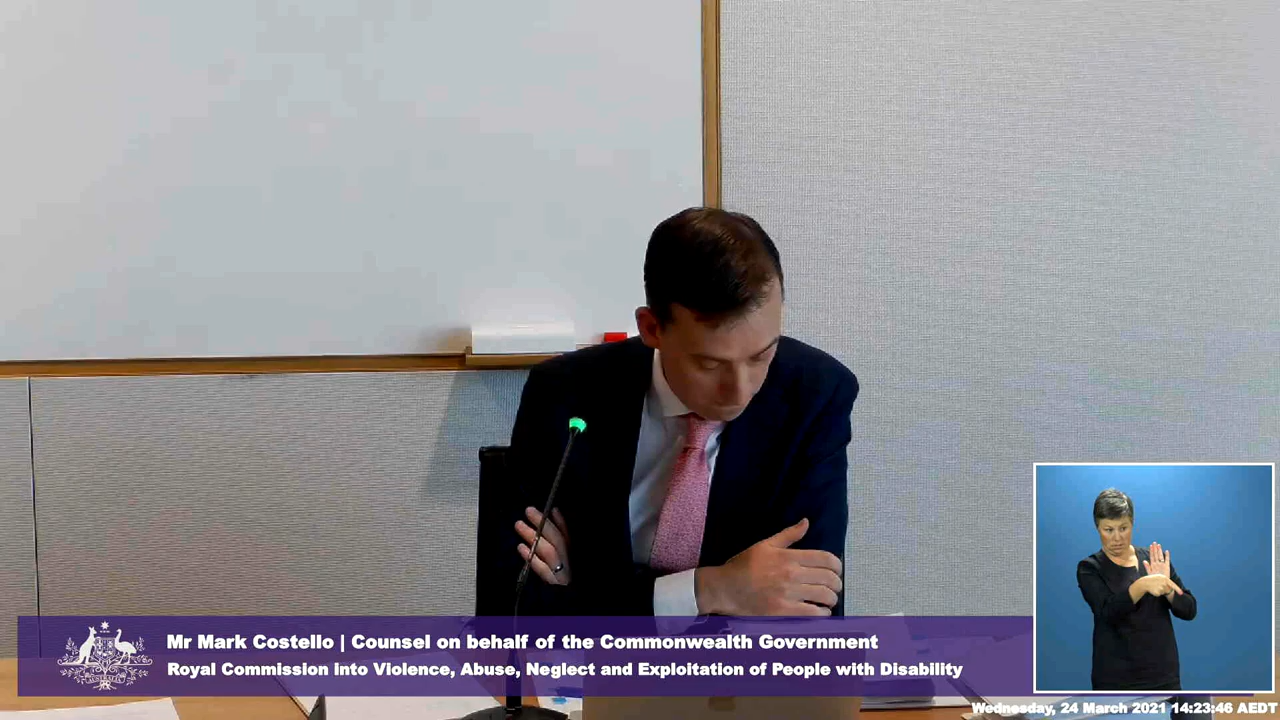 Mr Mark Costello | Counsel on behalf of the Commonwealth Government
Royal Commission into Violence, Abuse, Neglect and Exploitation of People with Disability
Wednesday, 24 March 2021 14:23:46 AEDT